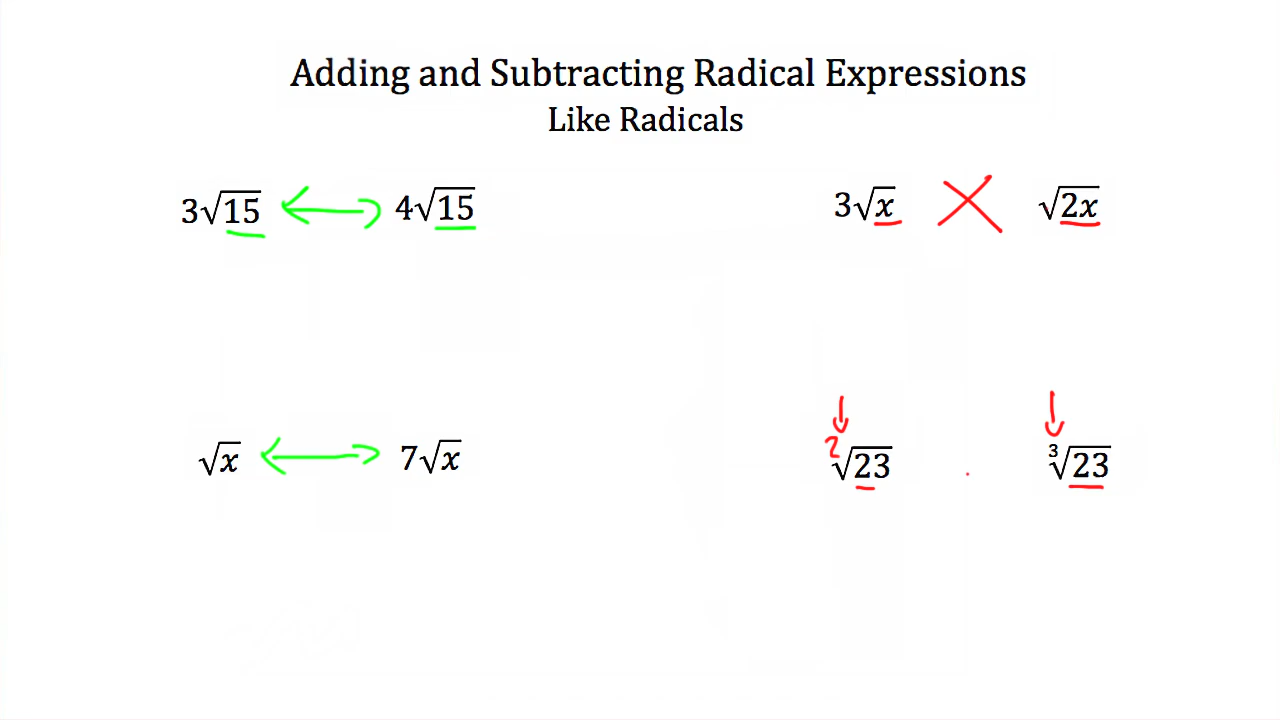 Adding and Subtracting Radical Expressions
Like Radicals
3√15 4√15 3√x √2x
√x 7√x ²√23 ³√23